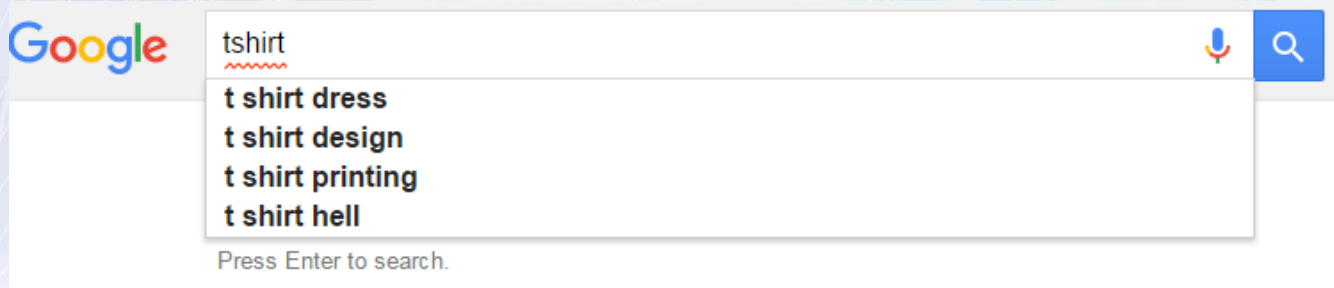 Google tshirt
t shirt dress
t shirt design
t shirt printing
t shirt hell
Press Enter to search.